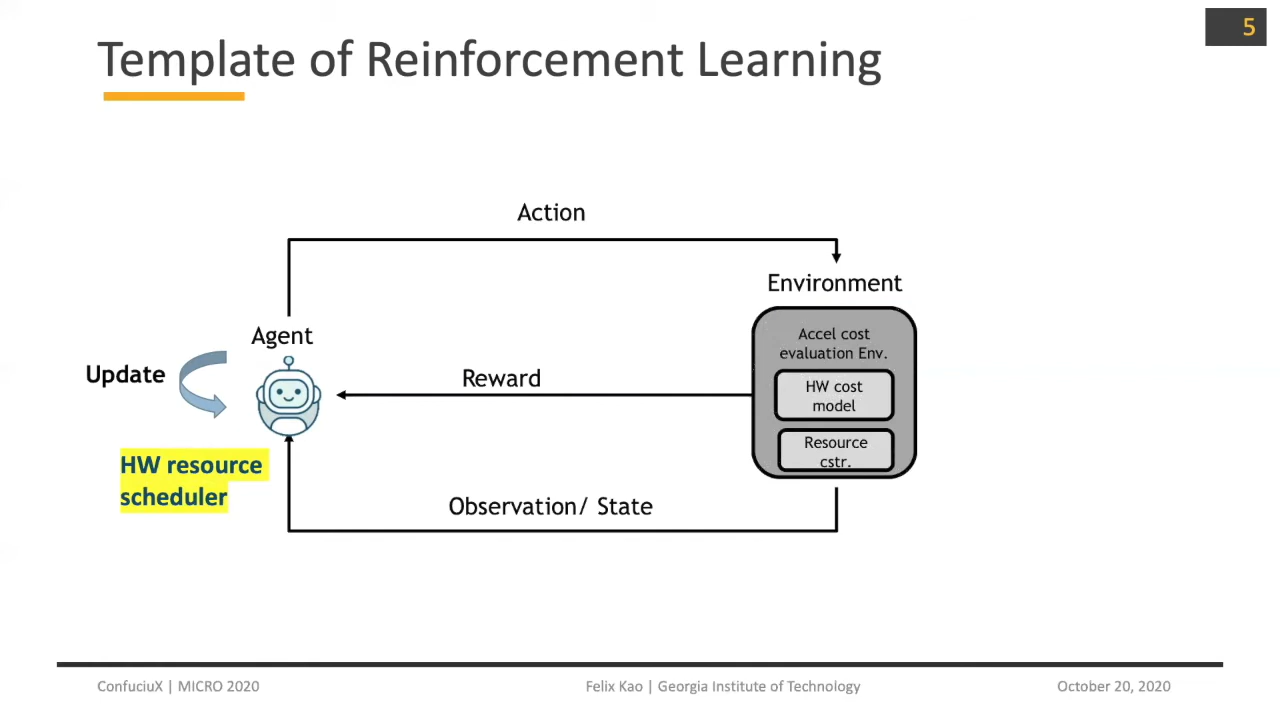 5
Template of Reinforcement Learning
Action
Environment
Agent
Accel cost
evaluation Env.
Update
Reward
HW cost
model
Resource
cstr.
HW resource
scheduler
Observation/ State
ConfuciuX | MICRO 2020
Felix Kao | Georgia Institute of Technology
October 20, 2020